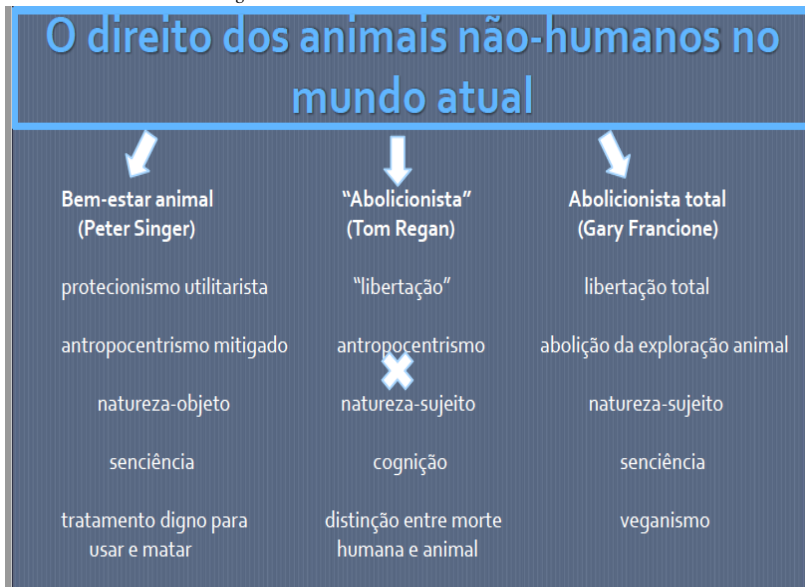 O direito dos animais não-humanos no
mundo atual
Bem-estar animal
(Peter Singer)
protecionismo utilitarista
antropocentrismo mitigado
natureza-objeto
senciência
tratamento digno para
usar e matar
"Abolicionista"
(Tom Regan)
"libertação"
antropocentrismo
natureza-sujeito
cognição
distinção entre morte
humana e animal
Abolicionista total
(Gary Francione)
libertação total
abolição da exploração animal
natureza-sujeito
senciência
veganismo